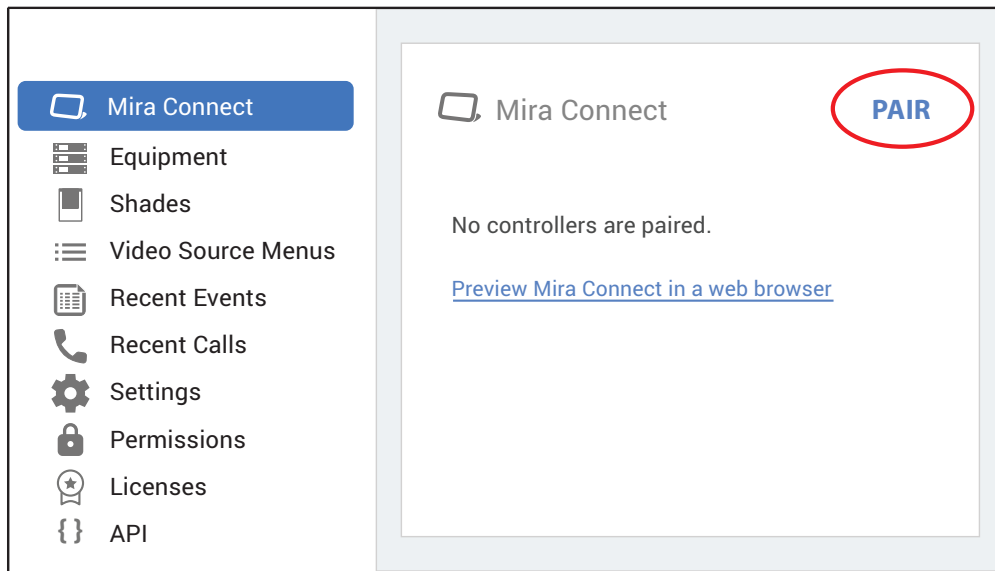 Mira Connect
Equipment
Shades
Video Source Menus
Recent Events
Recent Calls
Settings
Permissions
Licenses
{ } API
Mira Connect
PAIR
No controllers are paired.
Preview Mira Connect in a web browser